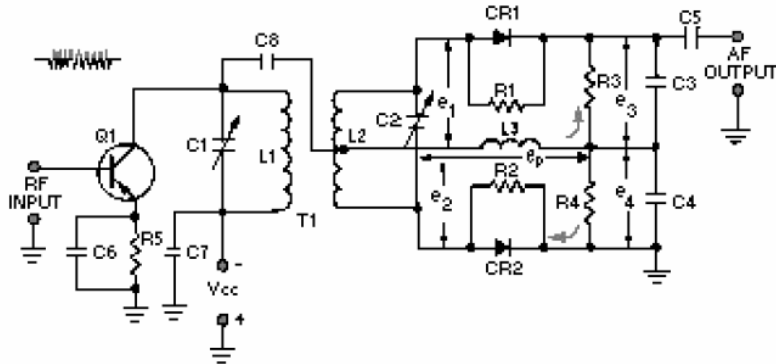 C8
CR1
C5
AF
OUTPUT
R1
R3
C3
e1
e3
Q1
C1
L1
L2
C2
L3
RF
INPUT
ep
R2
e2
R4
e4
C4
T1
C6
R5
C7
CR2
-
Vcc
+